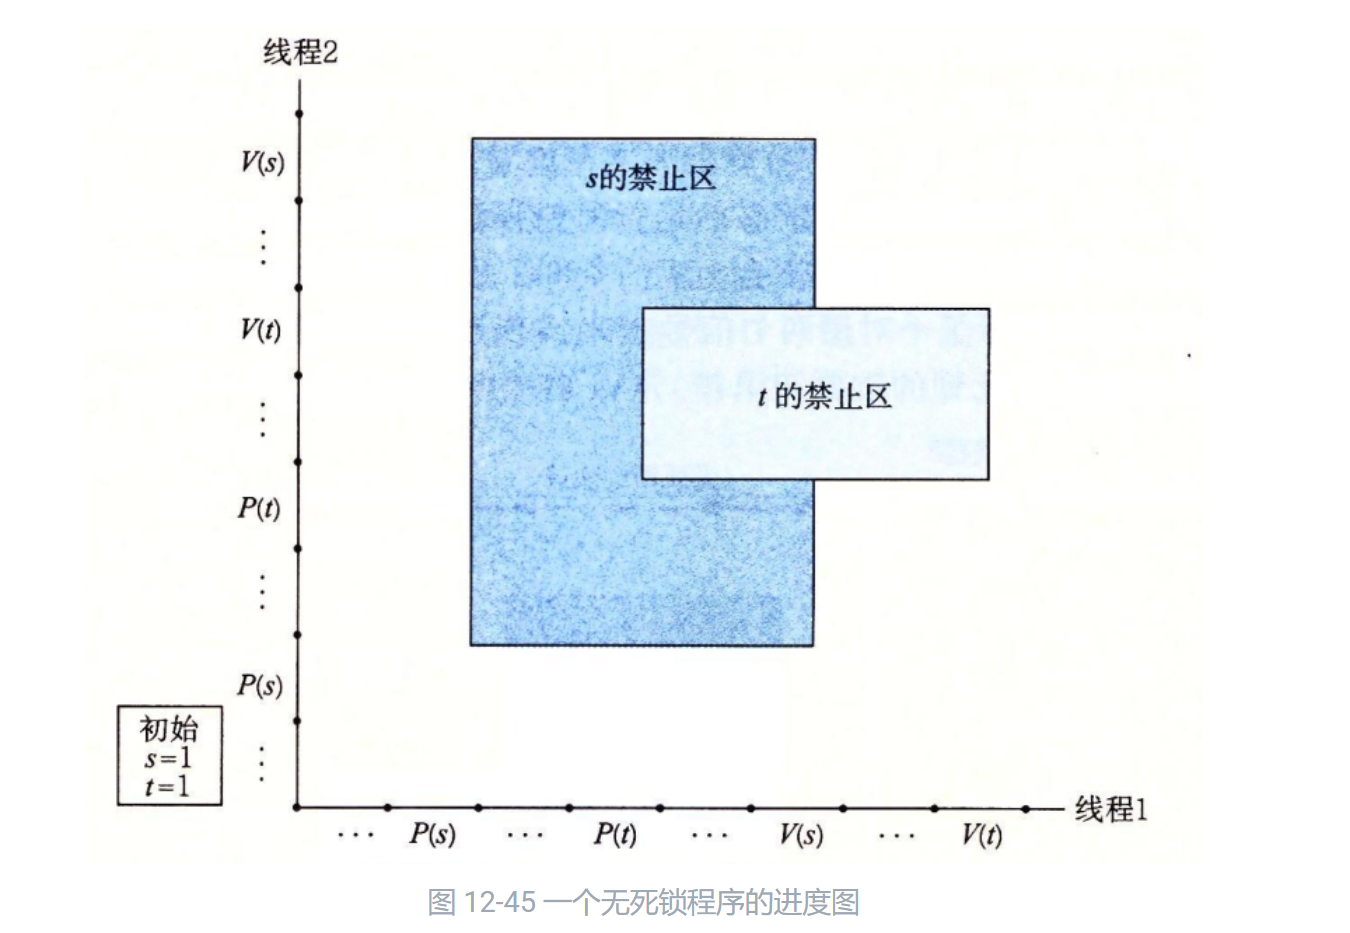 线程2
V(s)
s的禁止区
⋮
V(t)
t 的禁止区
⋮
P(t)
⋮
P(s)
初始
s=1
t=1
⋮
线程1
··· P(s) ··· P(t) ··· V(s) ··· V(t)
图 12-45 一个无死锁程序的进度图